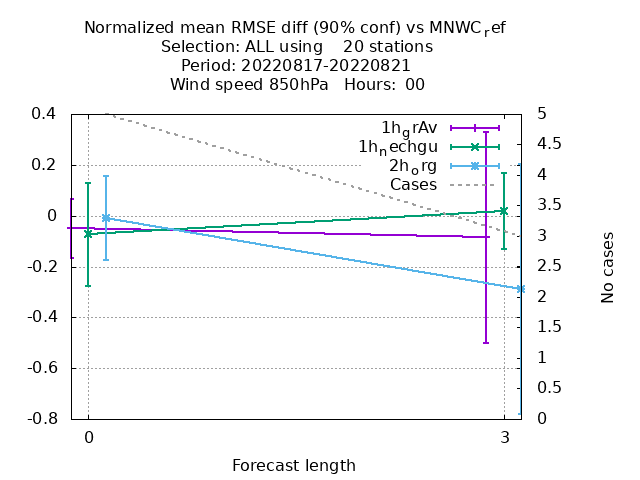 Normalized mean RMSE diff (90% conf) vs MNWC_ref
Selection: ALL using    20 stations
Period: 20220817-20220821
Wind speed 850hPa   Hours:  00
0.4
0.2
0
-0.2
-0.4
-0.6
-0.8
5
4.5
4
3.5
3
2.5
2
1.5
1
0.5
0
1h_grAv
1h_nechgu
2h_org
Cases
No cases
0
3
Forecast length